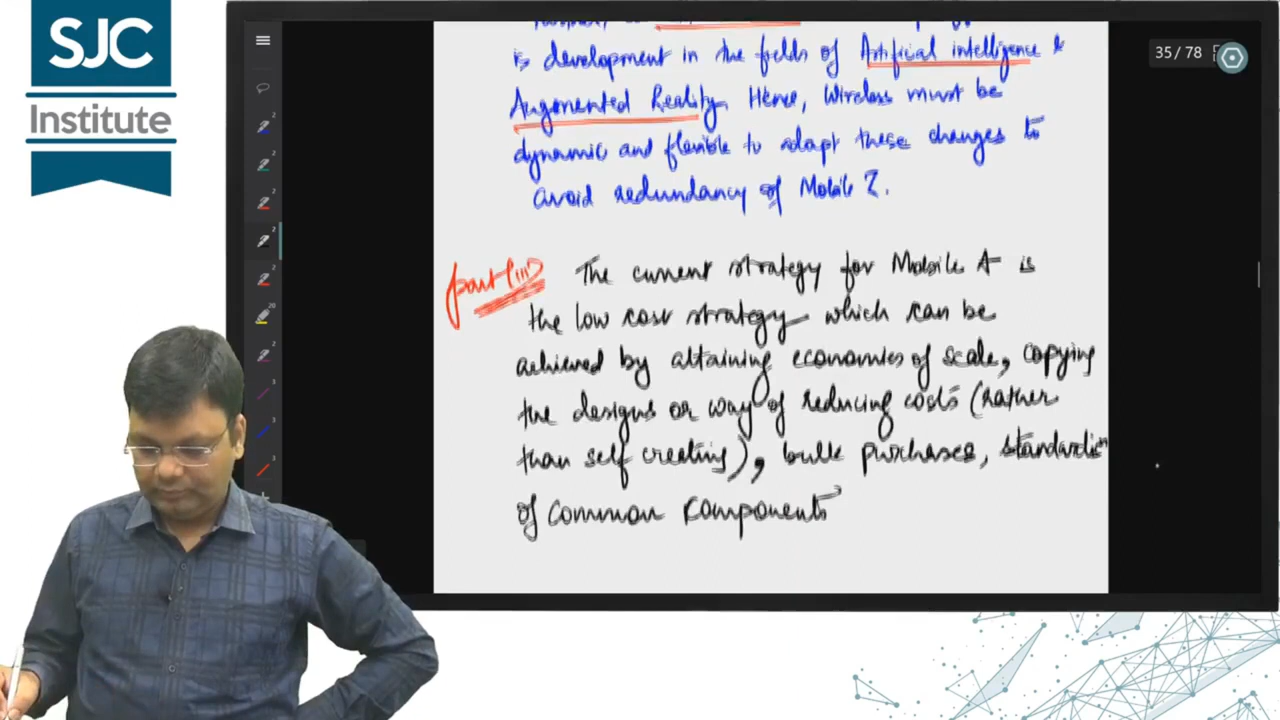 SJC
Institute
35 / 78
is development in the fields of Artificial intelligence &
Augmented Reality. Hence, Wireless must be
dynamic and flexible to adapt these changes to
avoid redundancy of Mobile Z.
part (iii) The current strategy for Mobile A is
the low cost strategy which can be
achieved by attaining economies of scale, copying
the designs or way of reducing costs (rather
than self creating), bulk purchases,
of common components